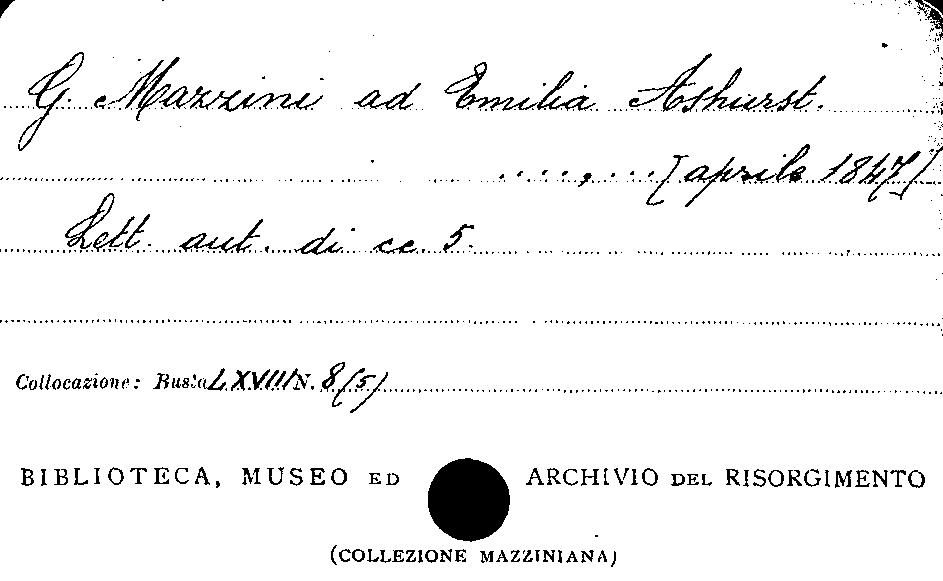 G. Mazzini ad Emilia Ashurst.
....,...[aprile 1847]
Lett. aut. di cc. 5.
Collocazione: Busta LXVIII N. 8(5)
BIBLIOTECA, MUSEO ED ARCHIVIO DEL RISORGIMENTO
(COLLEZIONE MAZZINIANA)